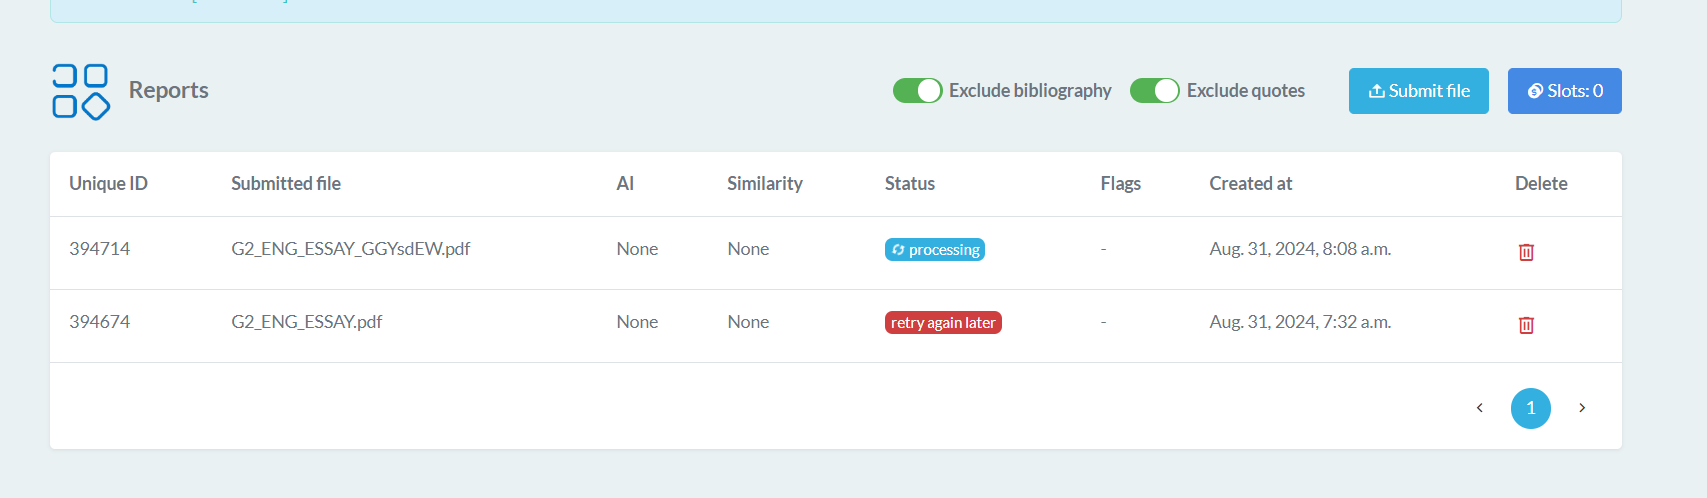 Reports
Exclude bibliography
Exclude quotes
Submit file
Slots: 0
Unique ID Submitted file AI Similarity Status Flags Created at Delete
394714 G2_ENG_ESSAY_GGYsdEW.pdf None None processing - Aug. 31, 2024, 8:08 a.m.
394674 G2_ENG_ESSAY.pdf None None retry again later - Aug. 31, 2024, 7:32 a.m.
< 1 >